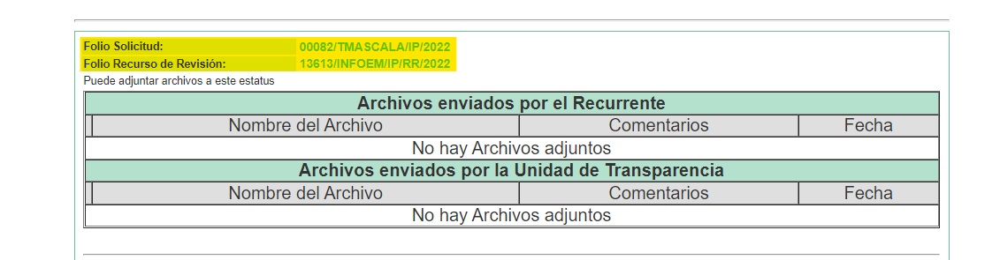 Folio Solicitud: 00082/TMASCALA/IP/2022
Folio Recurso de Revisión: 13613/INFOEM/IP/RR/2022
Puede adjuntar archivos a este estatus
Archivos enviados por el Recurrente
Nombre del Archivo Comentarios Fecha
No hay Archivos adjuntos
Archivos enviados por la Unidad de Transparencia
Nombre del Archivo Comentarios Fecha
No hay Archivos adjuntos